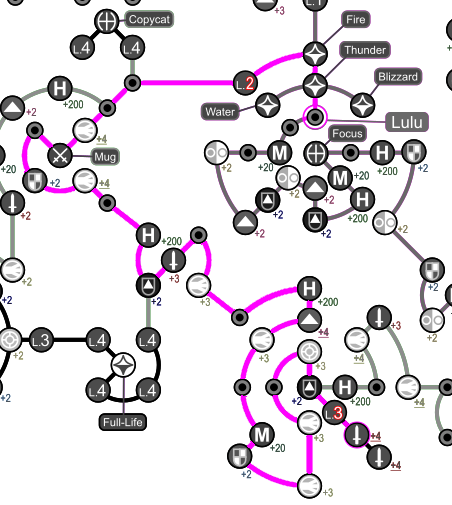 +3
L.1
Copycat
Fire
L.4
L.4
Thunder
L.2
Blizzard
H
+200
+2
Water
Lulu
+4
Focus
Mug
M
H
+2
+20
+2
+20
+2
+2
+4
M
+20
H
+200
+2
+2
+2
+2
+2
H
+200
+2
+3
+2
+2
+3
H
+200
+2
+4
+3
L.3
L.4
L.4
+4
+2
+2
L.4
L.4
H
+200
+4
L.3
Full-Life
M
+20
+3
+4
+2
+4
+3